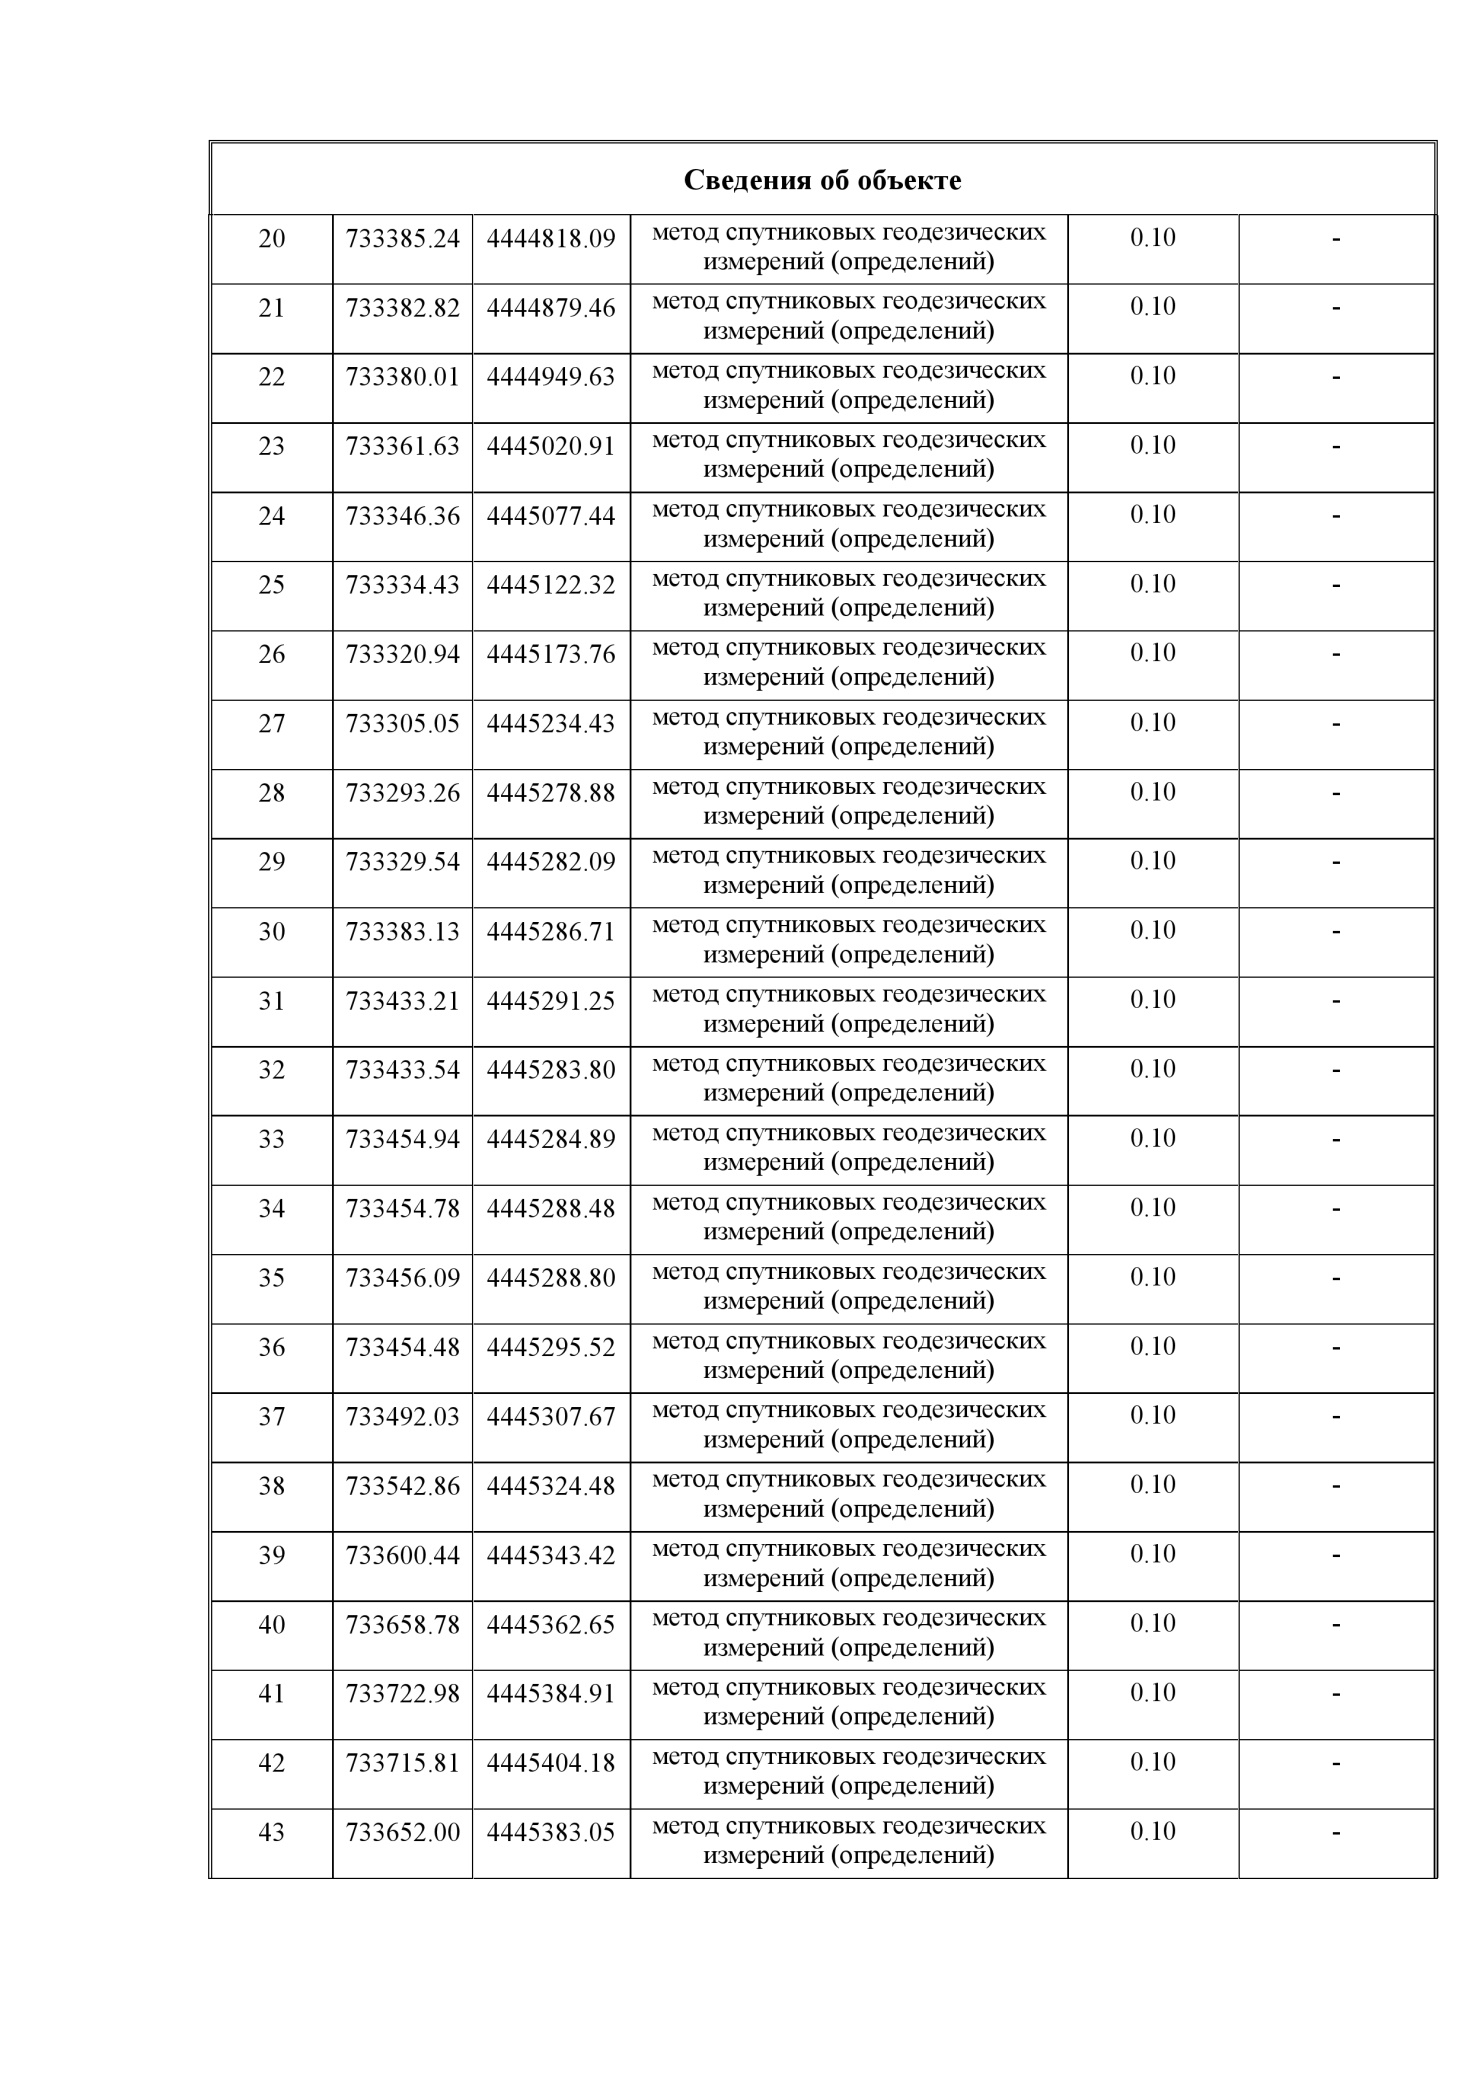 Сведения об объекте
20 733385.24 4444818.09 метод спутниковых геодезических измерений (определений) 0.10 -
21 733382.82 4444879.46 метод спутниковых геодезических измерений (определений) 0.10 -
22 733380.01 4444949.63 метод спутниковых геодезических измерений (определений) 0.10 -
23 733361.63 4445020.91 метод спутниковых геодезических измерений (определений) 0.10 -
24 733346.36 4445077.44 метод спутниковых геодезических измерений (определений) 0.10 -
25 733334.43 4445122.32 метод спутниковых геодезических измерений (определений) 0.10 -
26 733320.94 4445173.76 метод спутниковых геодезических измерений (определений) 0.10 -
27 733305.05 4445234.43 метод спутниковых геодезических измерений (определений) 0.10 -
28 733293.26 4445278.88 метод спутниковых геодезических измерений (определений) 0.10 -
29 733329.54 4445282.09 метод спутниковых геодезических измерений (определений) 0.10 -
30 733383.13 4445286.71 метод спутниковых геодезических измерений (определений) 0.10 -
31 733433.21 4445291.25 метод спутниковых геодезических измерений (определений) 0.10 -
32 733433.54 4445283.80 метод спутниковых геодезических измерений (определений) 0.10 -
33 733454.94 4445284.89 метод спутниковых геодезических измерений (определений) 0.10 -
34 733454.78 4445288.48 метод спутниковых геодезических измерений (определений) 0.10 -
35 733456.09 4445288.80 метод спутниковых геодезических измерений (определений) 0.10 -
36 733454.48 4445295.52 метод спутниковых геодезических измерений (определений) 0.10 -
37 733492.03 4445307.67 метод спутниковых геодезических измерений (определений) 0.10 -
38 733542.86 4445324.48 метод спутниковых геодезических измерений (определений) 0.10 -
39 733600.44 4445343.42 метод спутниковых геодезических измерений (определений) 0.10 -
40 733658.78 4445362.65 метод спутниковых геодезических измерений (определений) 0.10 -
41 733722.98 4445384.91 метод спутниковых геодезических измерений (определений) 0.10 -
42 733715.81 4445404.18 метод спутниковых геодезических измерений (определений) 0.10 -
43 733652.00 4445383.05 метод спутниковых геодезических измерений (определений) 0.10 -